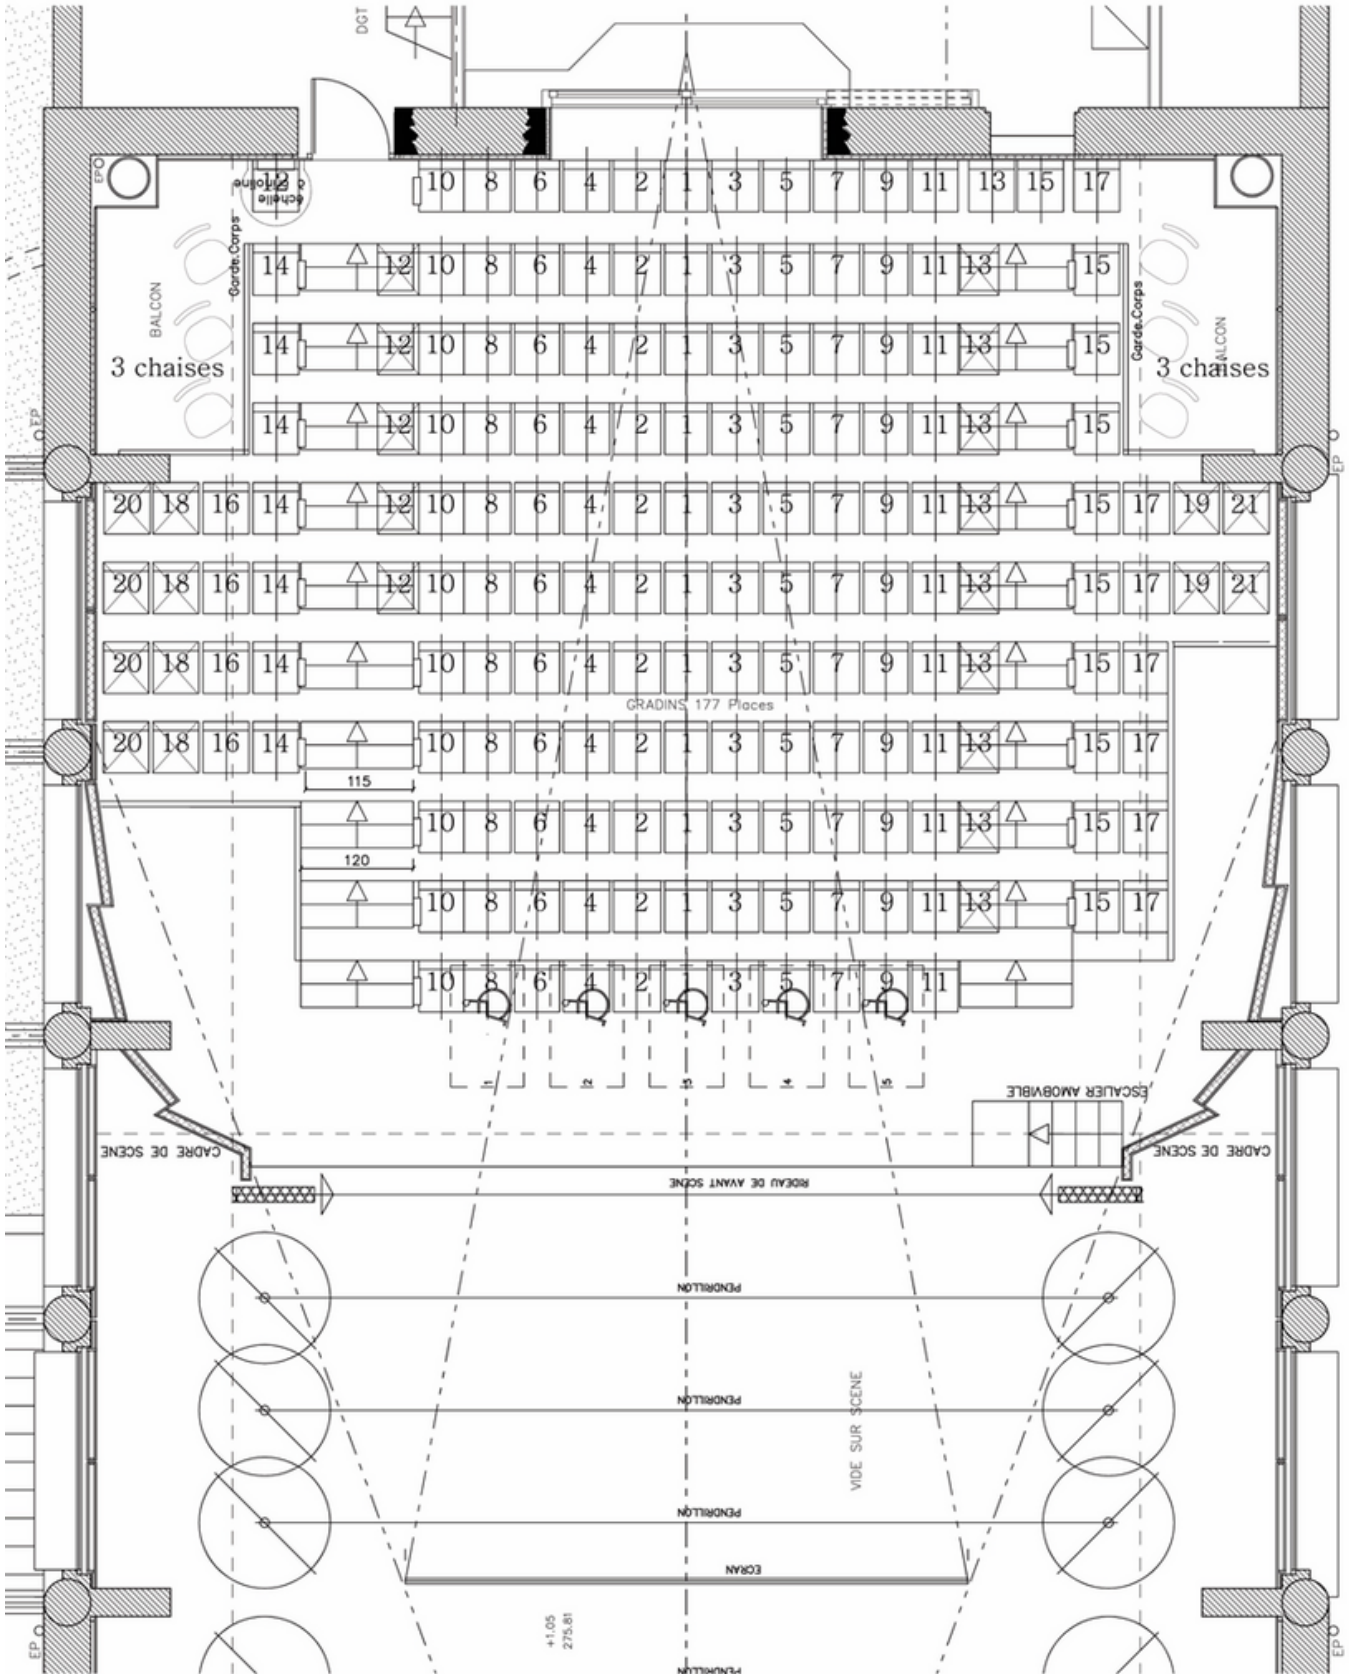 DGT
EP
12
échelle
à crinoline
10 8 6 4 2 1 3 5 7 9 11 13 15 17
Garde.Corps
14 12 10 8 6 4 2 1 3 5 7 9 11 13 15
Garde.Corps
BALCON
BALCON
14 12 10 8 6 4 2 1 3 5 7 9 11 13 15
3 chaises
3 chaises
EP
14 12 10 8 6 4 2 1 3 5 7 9 11 13 15
EP
20 18 16 14 12 10 8 6 4 2 1 3 5 7 9 11 13 15 17 19 21
20 18 16 14 12 10 8 6 4 2 1 3 5 7 9 11 13 15 17 19 21
20 18 16 14 10 8 6 4 2 1 3 5 7 9 11 13 15 17
GRADINS 177 Places
20 18 16 14 10 8 6 4 2 1 3 5 7 9 11 13 15 17
115
10 8 6 4 2 1 3 5 7 9 11 13 15 17
120
10 8 6 4 2 1 3 5 7 9 11 13 15 17
10 8 6 4 2 1 3 5 7 9 11
1 2 3 4 5
ESCALIER AMOBVIBLE
CADRE DE SCENE
CADRE DE SCENE
RIDEAU DE AVANT SCENE
PENDRILLON
PENDRILLON
VIDE SUR SCENE
PENDRILLON
ECRAN
+1.05
275.81
EP
EP
PENDRILLON